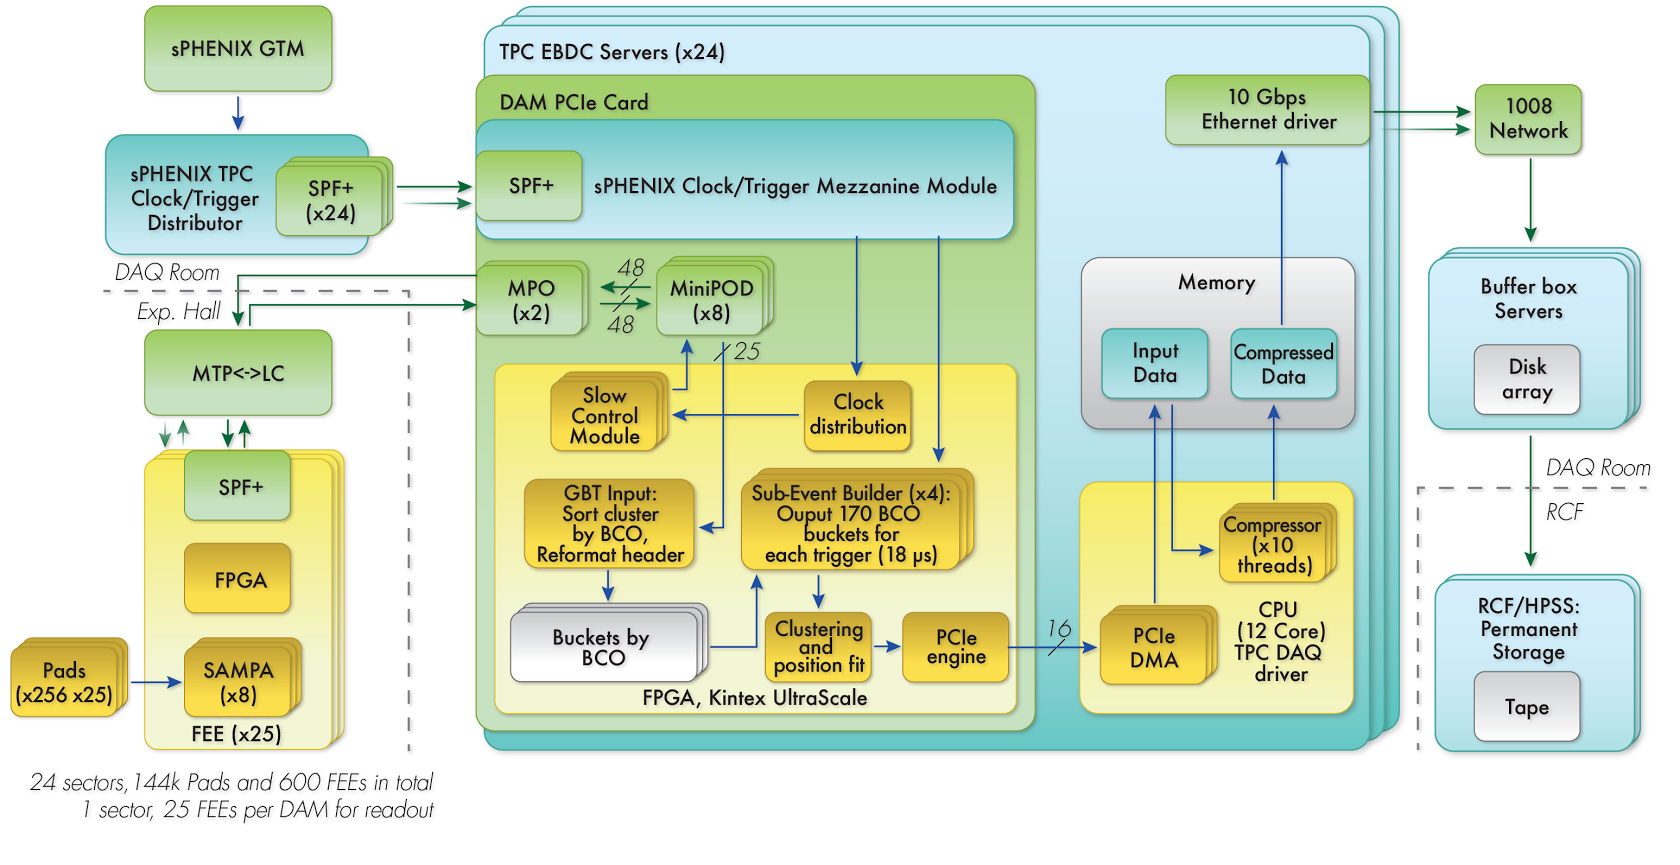 sPHENIX GTM
sPHENIX TPC
Clock/Trigger
Distributor
SPF+
(x24)
DAQ Room
Exp. Hall
MTP<->LC
SPF+
FPGA
Pads
(x256 x25)
SAMPA
(x8)
FEE (x25)
24 sectors, 144k Pads and 600 FEEs in total
1 sector, 25 FEEs per DAM for readout
TPC EBDC Servers (x24)
DAM PCIe Card
SPF+
sPHENIX Clock/Trigger Mezzanine Module
MPO
(x2)
48
48
MiniPOD
(x8)
25
Slow
Control
Module
Clock
distribution
GBT Input:
Sort cluster
by BCO,
Reformat header
Sub-Event Builder (x4):
Ouput 170 BCO
buckets for
each trigger (18 µs)
Buckets by
BCO
Clustering
and
position fit
PCIe
engine
FPGA, Kintex UltraScale
16
10 Gbps
Ethernet driver
Memory
Input
Data
Compressed
Data
Compressor
(x10
threads)
PCIe
DMA
CPU
(12 Core)
TPC DAQ
driver
1008
Network
Buffer box
Servers
Disk
array
DAQ Room
RCF
RCF/HPSS:
Permanent
Storage
Tape